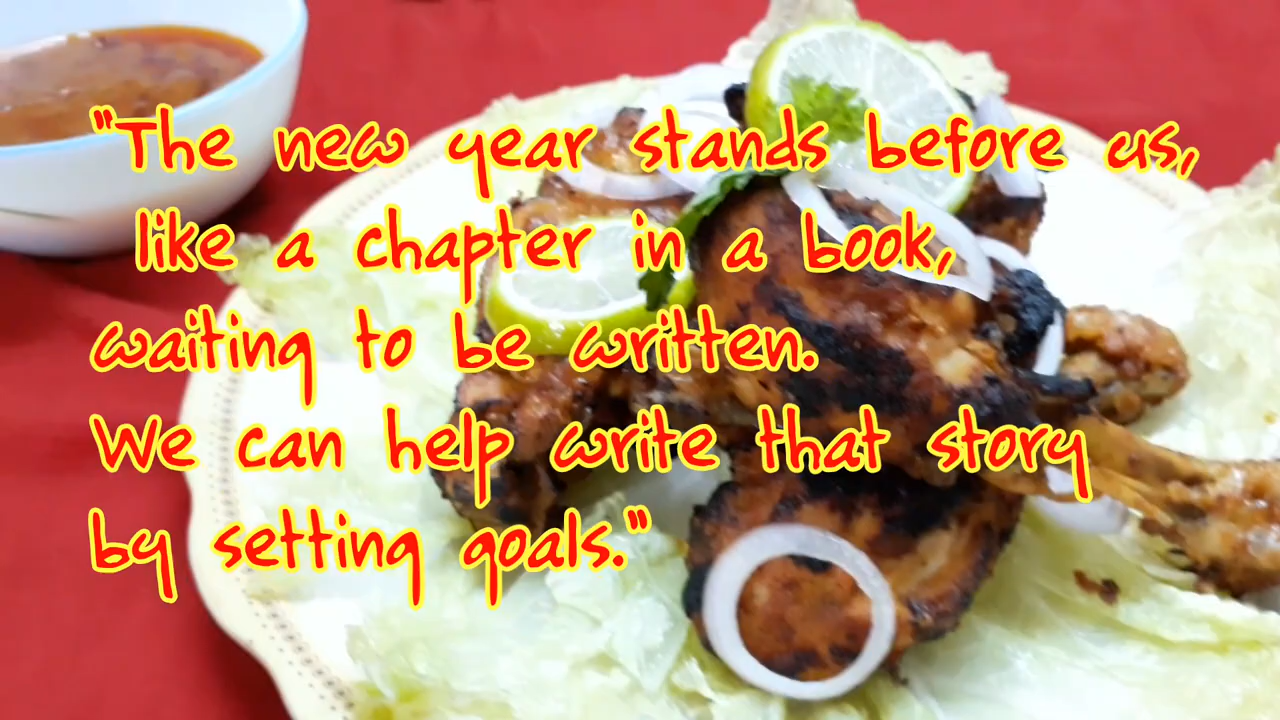 "The new year stands before us,
like a chapter in a book,
waiting to be written.
We can help write that story
by setting goals."